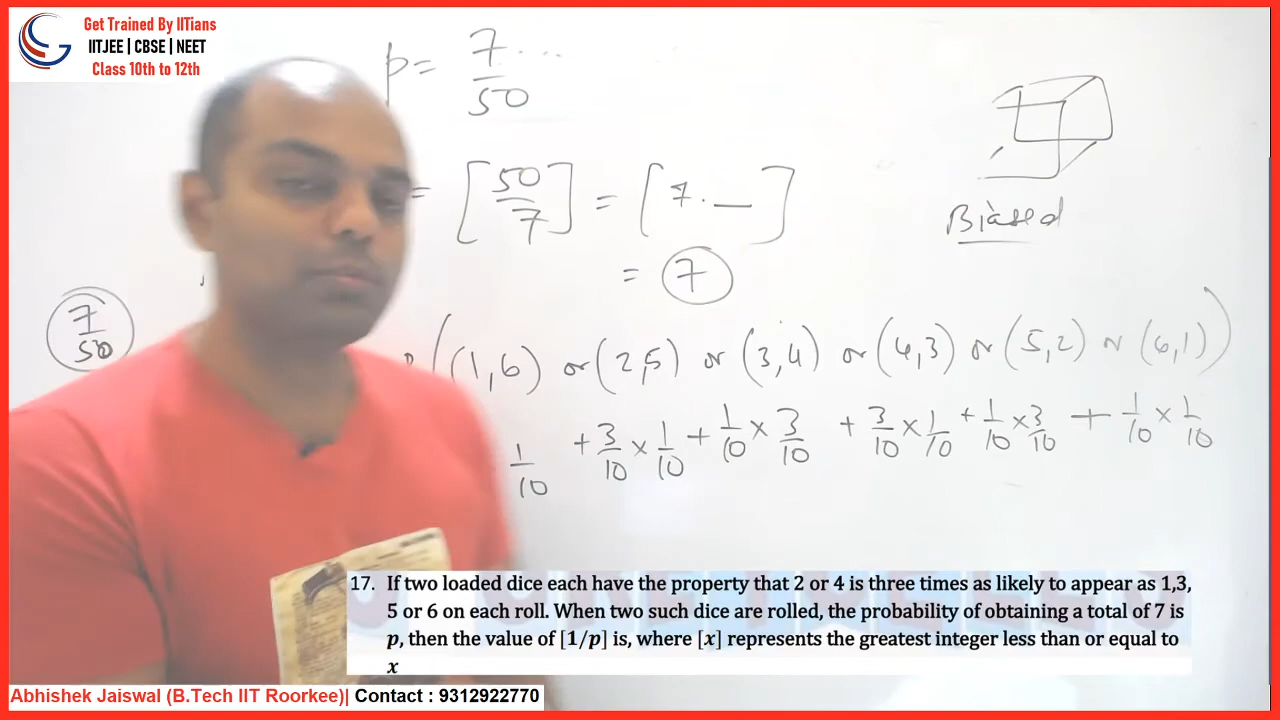 Get Trained By IITians
IITJEE | CBSE | NEET
Class 10th to 12th
p = 7 ...
50
= [50/7] = [7. __ ]
= 7
Biased
7/50
((1,6) or (2,5) or (3,4) or (4,3) or (5,2) or (6,1))
1/10 + 3/10 × 1/10 + 1/10 × 3/10 + 3/10 × 1/10 + 1/10 × 3/10 + 1/10 × 1/10
17. If two loaded dice each have the property that 2 or 4 is three times as likely to appear as 1,3,
5 or 6 on each roll. When two such dice are rolled, the probability of obtaining a total of 7 is
p, then the value of [1/p] is, where [x] represents the greatest integer less than or equal to
x
Abhishek Jaiswal (B.Tech IIT Roorkee)| Contact : 9312922770